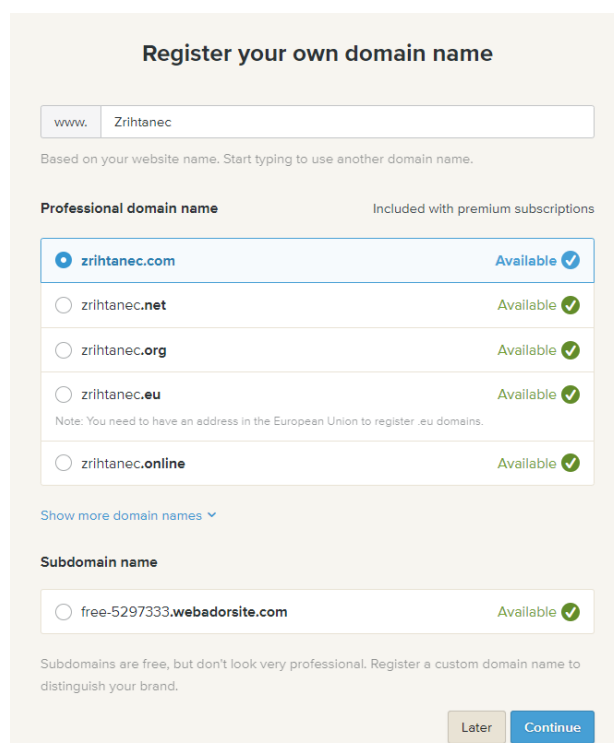 Register your own domain name
www. Zrihtanec
Based on your website name. Start typing to use another domain name.
Professional domain name Included with premium subscriptions
zrihtanec.com Available
zrihtanec.net Available
zrihtanec.org Available
zrihtanec.eu Available
Note: You need to have an address in the European Union to register .eu domains.
zrihtanec.online Available
Show more domain names
Subdomain name
free-5297333.webadorsite.com Available
Subdomains are free, but don't look very professional. Register a custom domain name to
distinguish your brand.
Later Continue